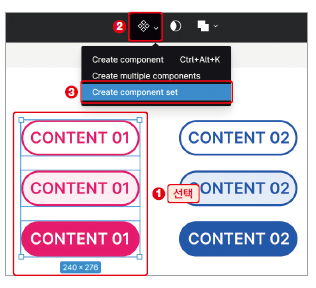 2
Create component Ctrl+Alt+K
Create multiple components
3 Create component set
CONTENT 01 CONTENT 02
CONTENT 01 1 선택 CONTENT 02
CONTENT 01 CONTENT 02
240 × 276